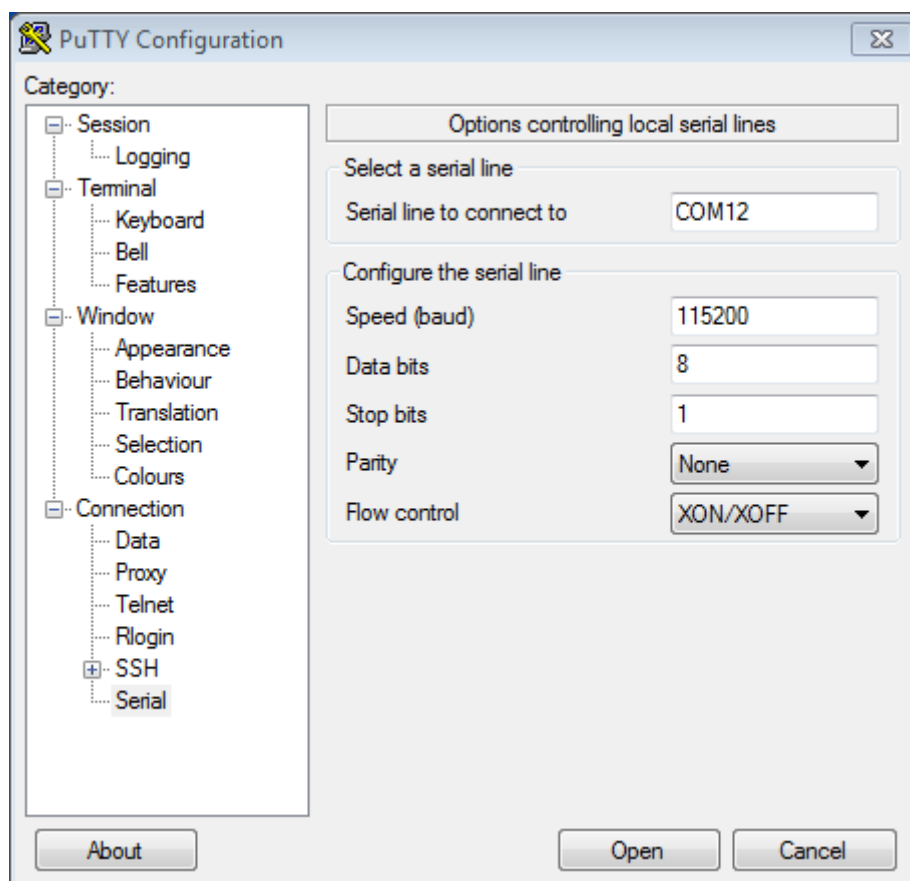 PuTTY Configuration
Category:
Session
Logging
Terminal
Keyboard
Bell
Features
Window
Appearance
Behaviour
Translation
Selection
Colours
Connection
Data
Proxy
Telnet
Rlogin
SSH
Serial
Options controlling local serial lines
Select a serial line
Serial line to connect to COM12
Configure the serial line
Speed (baud) 115200
Data bits 8
Stop bits 1
Parity None
Flow control XON/XOFF
About Open Cancel